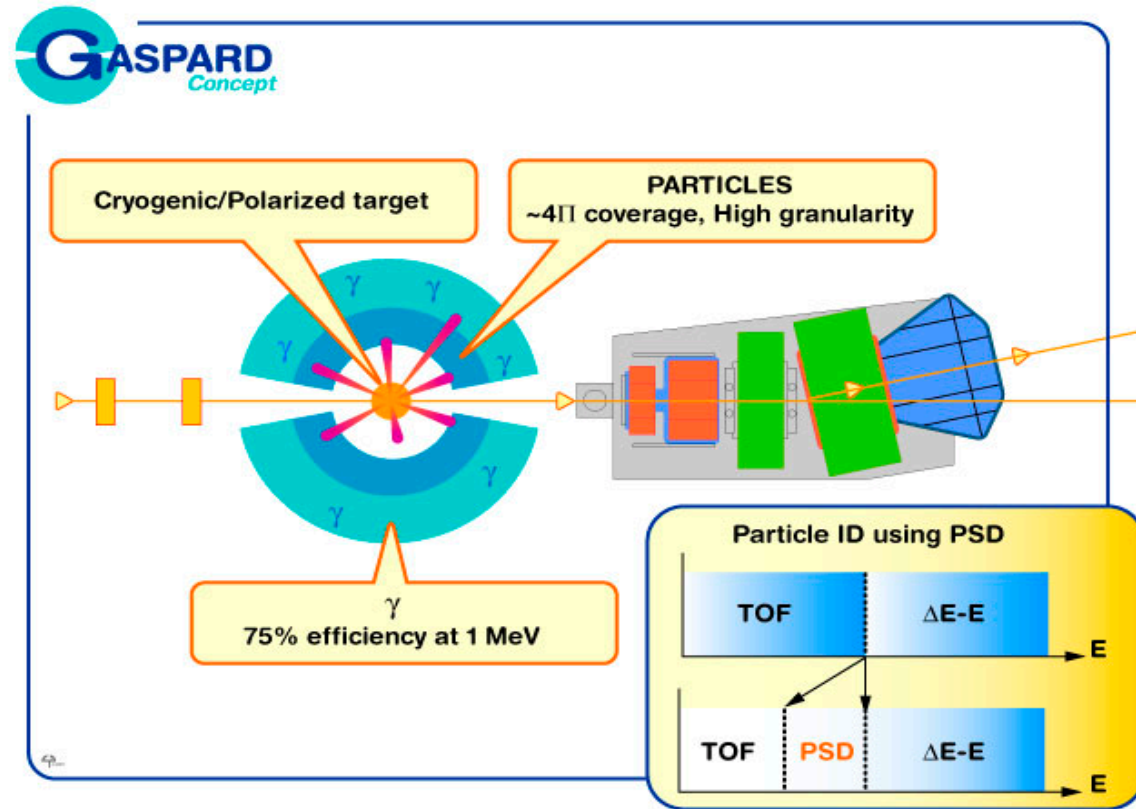 GASPARD
Concept
Cryogenic/Polarized target
PARTICLES
~4Π coverage, High granularity
γ
γ
γ
γ
γ
γ
γ
γ
75% efficiency at 1 MeV
Particle ID using PSD
TOF
ΔE-E
E
TOF
PSD
ΔE-E
E